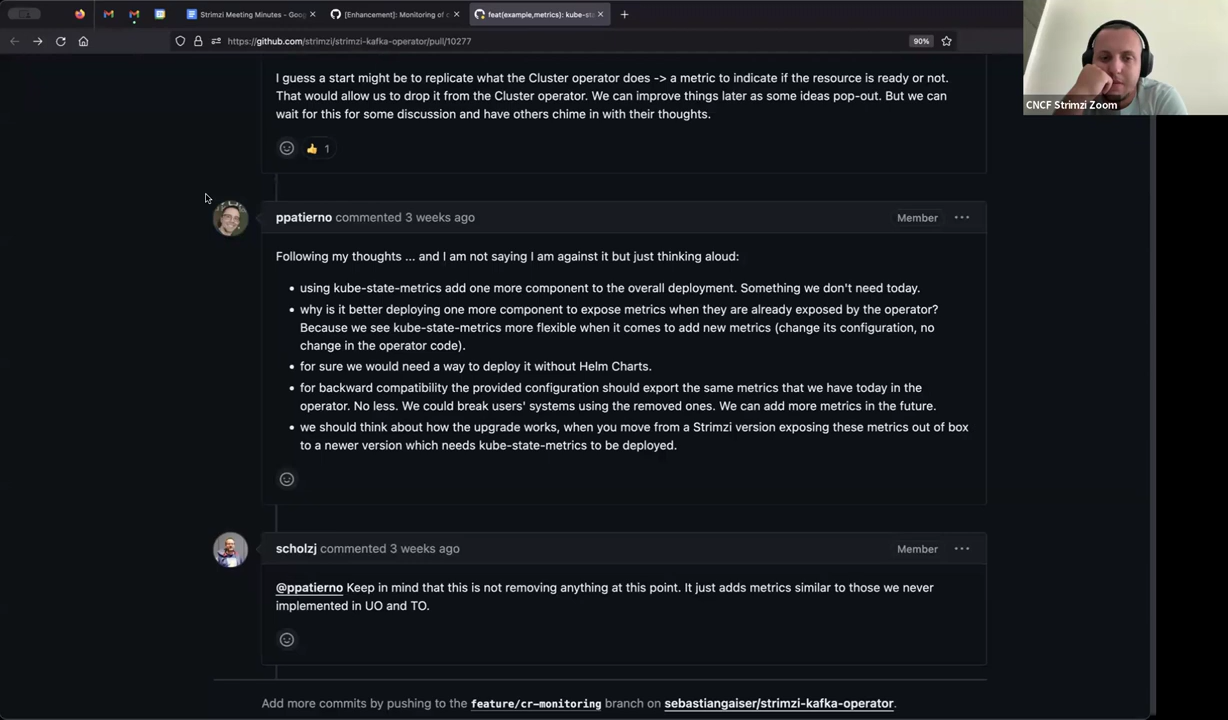 Strimzi Meeting Minutes - Goog
[Enhancement]: Monitoring of c
feat(example,metrics): kube-sta
https://github.com/strimzi/strimzi-kafka-operator/pull/10277
90%
CNCF Strimzi Zoom
I guess a start might be to replicate what the Cluster operator does -> a metric to indicate if the resource is ready or not.
That would allow us to drop it from the Cluster operator. We can improve things later as some ideas pop-out. But we can
wait for this for some discussion and have others chime in with their thoughts.
1
ppatierno commented 3 weeks ago
Member
Following my thoughts ... and I am not saying I am against it but just thinking aloud:
• using kube-state-metrics add one more component to the overall deployment. Something we don't need today.
• why is it better deploying one more component to expose metrics when they are already exposed by the operator?
Because we see kube-state-metrics more flexible when it comes to add new metrics (change its configuration, no
change in the operator code).
• for sure we would need a way to deploy it without Helm Charts.
• for backward compatibility the provided configuration should export the same metrics that we have today in the
operator. No less. We could break users' systems using the removed ones. We can add more metrics in the future.
• we should think about how the upgrade works, when you move from a Strimzi version exposing these metrics out of box
to a newer version which needs kube-state-metrics to be deployed.
scholzj commented 3 weeks ago
Member
@ppatierno Keep in mind that this is not removing anything at this point. It just adds metrics similar to those we never
implemented in UO and TO.
Add more commits by pushing to the feature/cr-monitoring branch on sebastiangaiser/strimzi-kafka-operator.